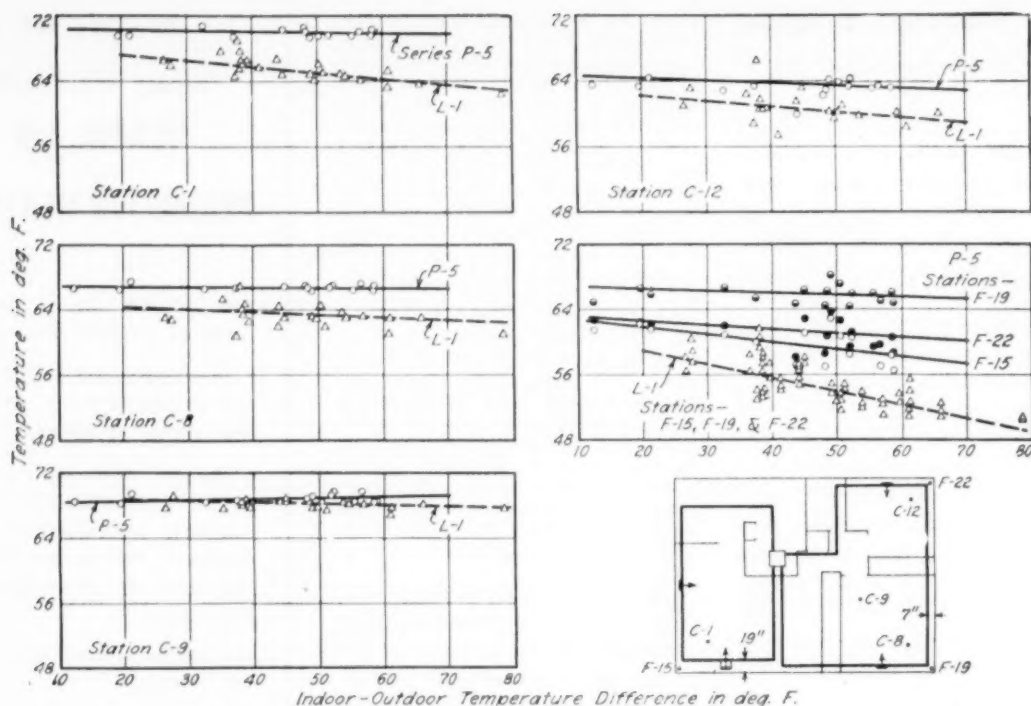 72
64
56
48
Series P-5
L-1
Station C-1
P-5
L-1
Station C-12
Temperature in deg. F.
72
64
56
48
P-5
L-1
Station C-8
72
64
56
48
P-5
Stations—
F-19
F-22
F-15
L-1
Stations—
F-15, F-19, & F-22
10 20 30 40 50 60 70 80
72
64
56
48
P-5
L-1
Station C-9
10 20 30 40 50 60 70 80
Indoor-Outdoor Temperature Difference in deg. F.
F-22
C-12
C-9
7"
C-1
19"
C-8
F-15
F-19